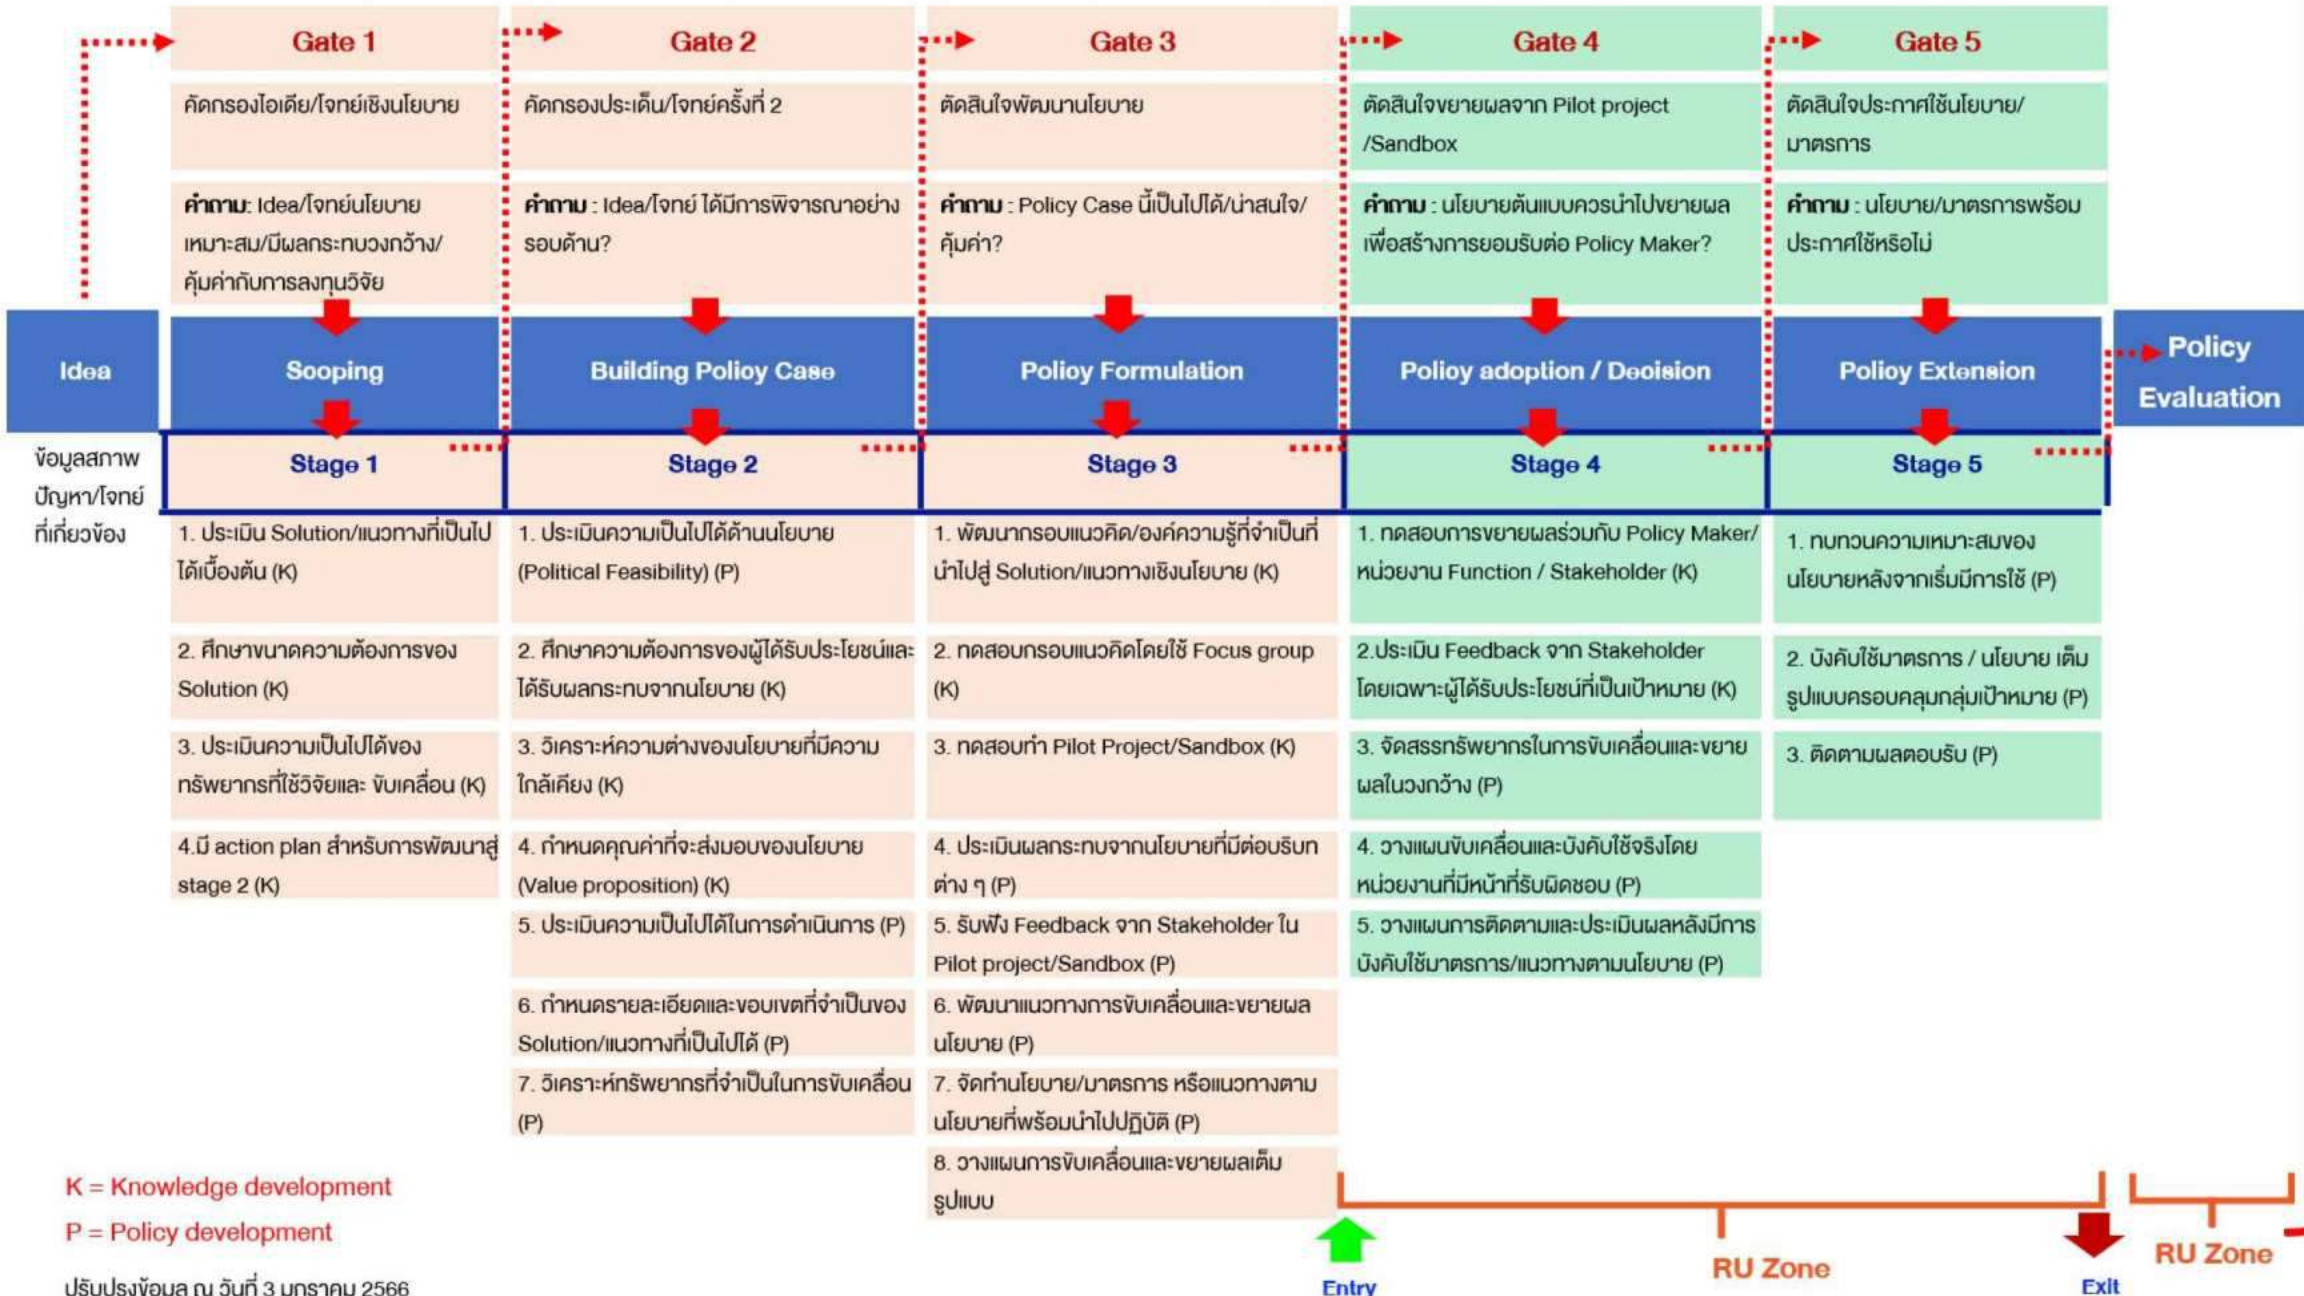 Gate 1
Gate 2
Gate 3
Gate 4
Gate 5
คัดกรองไอเดีย/โจทย์เชิงนโยบาย
คัดกรองประเด็น/โจทย์ครั้งที่ 2
ตัดสินใจพัฒนานโยบาย
ตัดสินใจขยายผลจาก Pilot project
/Sandbox
ตัดสินใจประกาศใช้นโยบาย/
มาตรการ
คำถาม: Idea/โจทย์นโยบาย
เหมาะสม/มีผลกระทบวงกว้าง/
คุ้มค่ากับการลงทุนวิจัย
คำถาม : Idea/โจทย์ ได้มีการพิจารณาอย่าง
รอบด้าน?
คำถาม : Policy Case นี้เป็นไปได้/น่าสนใจ/
คุ้มค่า?
คำถาม : นโยบายต้นแบบควรนำไปขยายผล
เพื่อสร้างการยอมรับต่อ Policy Maker?
คำถาม : นโยบาย/มาตรการพร้อม
ประกาศใช้หรือไม่
Idea
Scoping
Building Policy Case
Policy Formulation
Policy adoption / Decision
Policy Extension
Policy
Evaluation
ข้อมูลสภาพ
ปัญหา/โจทย์
ที่เกี่ยวข้อง
Stage 1
Stage 2
Stage 3
Stage 4
Stage 5
1. ประเมิน Solution/แนวทางที่เป็นไป
ได้เบื้องต้น (K)
2. ศึกษาขนาดความต้องการของ
Solution (K)
3. ประเมินความเป็นไปได้ของ
ทรัพยากรที่ใช้วิจัยและ ขับเคลื่อน (K)
4.มี action plan สำหรับการพัฒนาสู่
stage 2 (K)
1. ประเมินความเป็นไปได้ด้านนโยบาย
(Political Feasibility) (P)
2. ศึกษาความต้องการของผู้ได้รับประโยชน์และ
ได้รับผลกระทบจากนโยบาย (K)
3. วิเคราะห์ความต่างของนโยบายที่มีความ
ใกล้เคียง (K)
4. กำหนดคุณค่าที่จะส่งมอบของนโยบาย
(Value proposition) (K)
5. ประเมินความเป็นไปได้ในการดำเนินการ (P)
6. กำหนดรายละเอียดและขอบเขตที่จำเป็นของ
Solution/แนวทางที่เป็นไปได้ (P)
7. วิเคราะห์ทรัพยากรที่จำเป็นในการขับเคลื่อน
(P)
1. พัฒนากรอบแนวคิด/องค์ความรู้ที่จำเป็นที่
นำไปสู่ Solution/แนวทางเชิงนโยบาย (K)
2. ทดสอบกรอบแนวคิดโดยใช้ Focus group
(K)
3. ทดสอบทำ Pilot Project/Sandbox (K)
4. ประเมินผลกระทบจากนโยบายที่มีต่อบริบท
ต่าง ๆ (P)
5. รับฟัง Feedback จาก Stakeholder ใน
Pilot project/Sandbox (P)
6. พัฒนาแนวทางการขับเคลื่อนและขยายผล
นโยบาย (P)
7. จัดทำนโยบาย/มาตรการ หรือแนวทางตาม
นโยบายที่พร้อมนำไปปฏิบัติ (P)
8. วางแผนการขับเคลื่อนและขยายผลเต็ม
รูปแบบ
1. ทดสอบการขยายผลร่วมกับ Policy Maker/
หน่วยงาน Function / Stakeholder (K)
2.ประเมิน Feedback จาก Stakeholder
โดยเฉพาะผู้ได้รับประโยชน์ที่เป็นเป้าหมาย (K)
3. จัดสรรทรัพยากรในการขับเคลื่อนและขยาย
ผลในวงกว้าง (P)
4. วางแผนขับเคลื่อนและบังคับใช้จริงโดย
หน่วยงานที่มีหน้าที่รับผิดชอบ (P)
5. วางแผนการติดตามและประเมินผลหลังมีการ
บังคับใช้มาตรการ/แนวทางตามนโยบาย (P)
1. ทบทวนความเหมาะสมของ
นโยบายหลังจากเริ่มมีการใช้ (P)
2. บังคับใช้มาตรการ / นโยบาย เต็ม
รูปแบบครอบคลุมกลุ่มเป้าหมาย (P)
3. ติดตามผลตอบรับ (P)
K = Knowledge development
P = Policy development
ปรับปรุงข้อมูล ณ วันที่ 3 มกราคม 2566
Entry
RU Zone
Exit
RU Zone